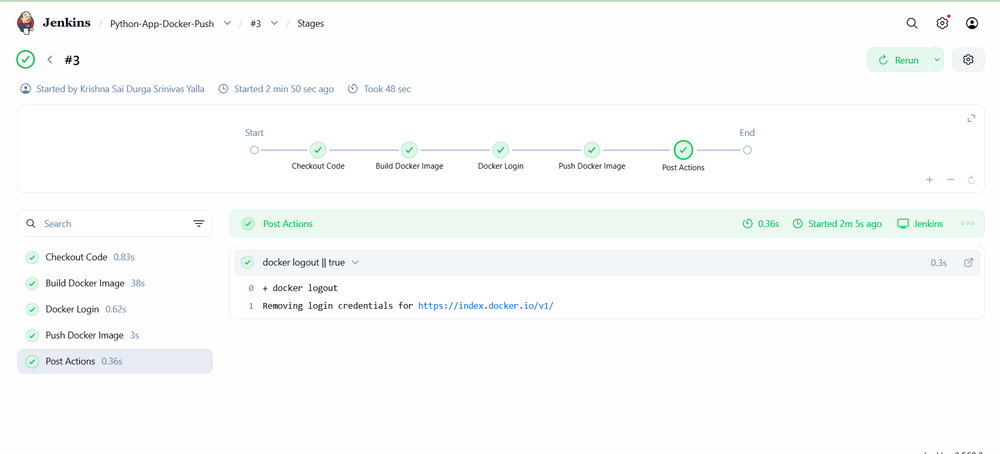 Jenkins / Python-App-Docker-Push / #3 / Stages
#3
Rerun
Started by Krishna Sai Durga Srinivas Yalla Started 2 min 50 sec ago Took 48 sec
Start End
Checkout Code Build Docker Image Docker Login Push Docker Image Post Actions
Search
Checkout Code 0.83s
Build Docker Image 38s
Docker Login 0.62s
Push Docker Image 3s
Post Actions 0.36s
Post Actions 0.36s Started 2m 5s ago Jenkins
docker logout || true 0.3s
0 + docker logout
1 Removing login credentials for https://index.docker.io/v1/